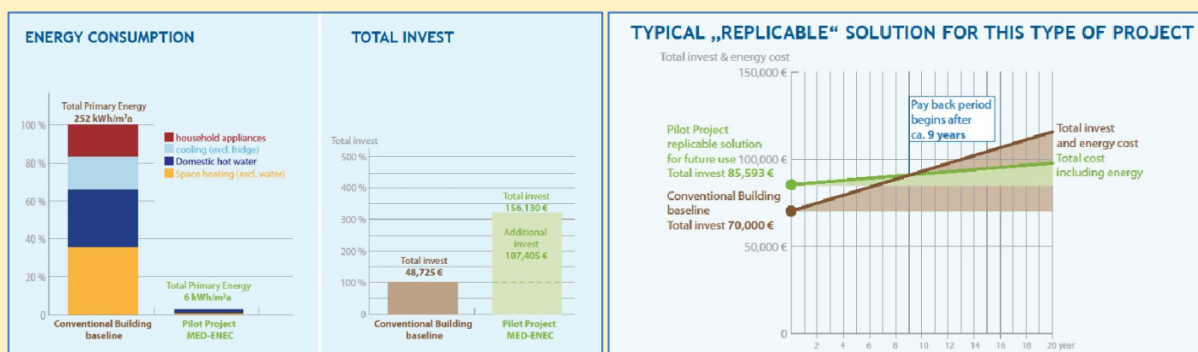 ENERGY CONSUMPTION
Total Primary Energy
252 kWh/m²a
100 %
80 %
60 %
40 %
20 %
0
household appliances
cooling (excl. fridge)
Domestic hot water
Space heating (excl. water)
Total Primary Energy
6 kWh/m²a
Conventional Building
baseline
Pilot Project
MED-ENEC
TOTAL INVEST
Total invest
500 %
400 %
300 %
200 %
100 %
0
Total invest
48,725 €
Total invest
156,130 €
Additional
invest
107,405 €
Conventional Building
baseline
Pilot Project
MED-ENEC
TYPICAL „REPLICABLE“ SOLUTION FOR THIS TYPE OF PROJECT
Total invest & energy cost
150,000 €
Pay back period
begins after
ca. 9 years
Pilot Project
replicable solution
for future use
100,000 €
Total invest 85,593 €
Conventional Building
baseline
Total invest 70,000 €
50,000 €
0
Total invest
and energy cost
Total cost
including energy
2 4 6 8 10 12 14 16 18 20 year